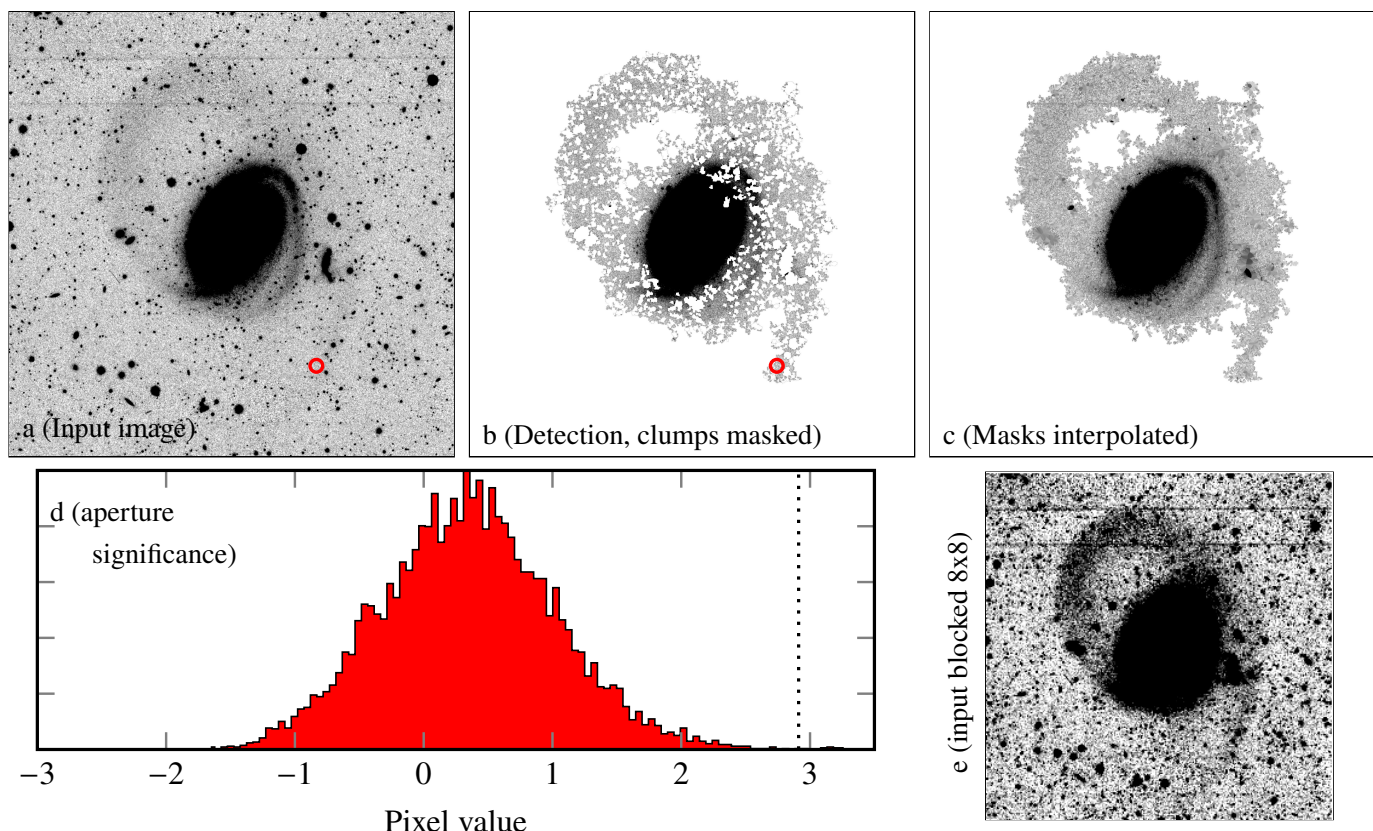 a (Input image)
b (Detection, clumps masked)
c (Masks interpolated)
d (aperture
significance)
−3 −2 −1 0 1 2 3
Pixel value
e (input blocked 8x8)